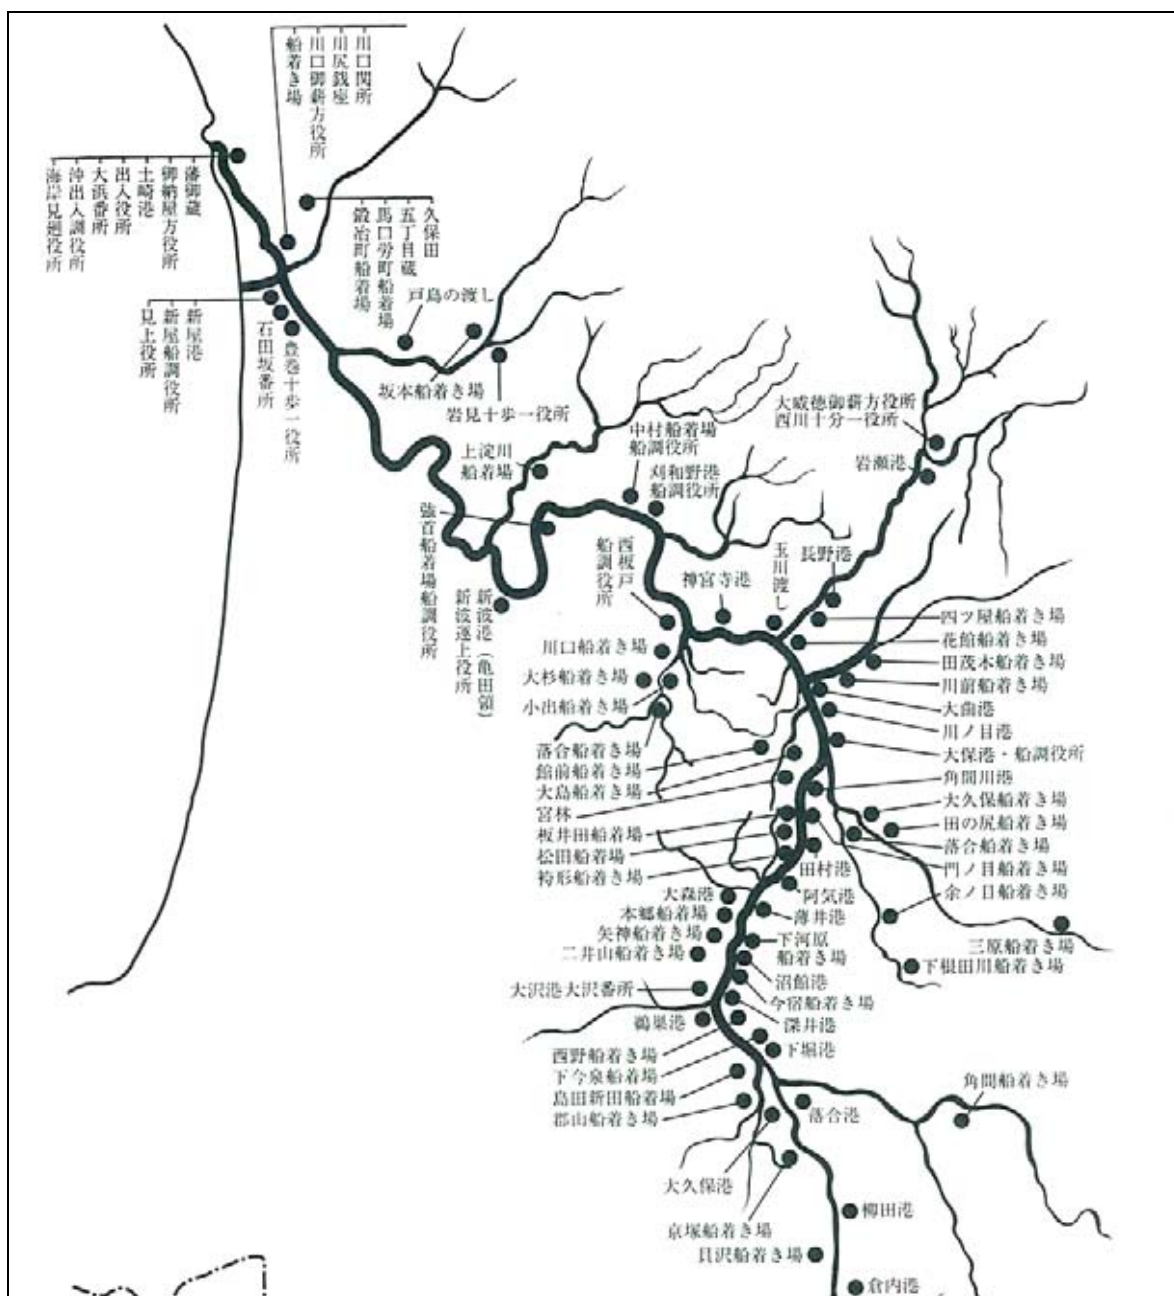 川口関所
川尻銭座
川口御薪方役所
船着き場
藩御蔵
御納屋方役所
土崎港
出入役所
大浜番所
沖出入調役所
海岸見廻役所
久保田
五丁目蔵
馬口労町船着場
鍛冶町船着場
戸島の渡し
新屋港
新屋船調役所
見上役所
豊巻十歩一役所
石田坂番所
坂本船着き場
岩見十歩一役所
大威徳御薪方役所
西川十分一役所
中村船着場
船調役所
上淀川
船着場
岩瀬港
刈和野港
船調役所
強首船着場船調役所
西板戸
船調役所
玉川渡し
長野港
神宮寺港
新波港（亀田領）
新波運上役所
四ツ屋船着き場
川口船着き場
花館船着き場
田茂木船着き場
大杉船着き場
川前船着き場
小出船着き場
大曲港
川ノ目港
落合船着き場
大保港・船調役所
館前船着き場
角間川港
大島船着き場
大久保船着き場
宮林
田の尻船着き場
板井田船着場
落合船着き場
松田船着場
田村港
門ノ目船着き場
袴形船着き場
阿気港
余ノ目船着き場
大森港
本郷船着場
薄井港
矢神船着き場
下河原
船着き場
三原船着き場
二井山船着き場
下根田川船着き場
沼館港
大沢港大沢番所
今宿船着き場
鵜巣港
深井港
西野船着き場
下堀港
下今泉船着場
角間船着き場
島田新田船着場
郡山船着き場
落合港
大久保港
柳田港
京塚船着き場
貝沢船着き場
倉内港